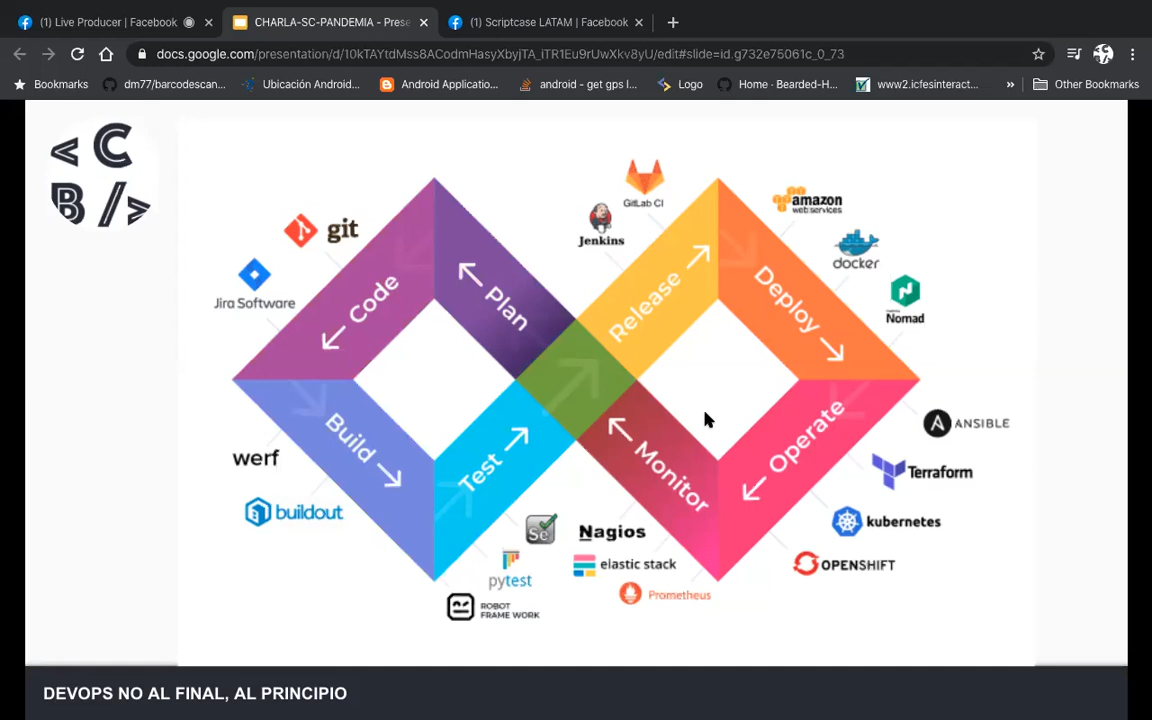 (1) Live Producer | Facebook
CHARLA-SC-PANDEMIA - Prese
(1) Scriptcase LATAM | Facebook
docs.google.com/presentation/d/10kTAYtdMss8ACodmHasyXbyjTA_iTR1Eu9rUwXkv8yU/edit#slide=id.g732e75061c_0_73
Bookmarks
dm77/barcodescan...
Ubicación Android...
Android Applicatio...
android - get gps l...
Logo
Home · Bearded-H...
www2.icfesinteract...
»
Other Bookmarks
< C
B />
git
Jira Software
GitLab CI
Jenkins
amazon
web services
docker
Nomad
Code
Plan
Release
Deploy
Build
Test
Monitor
Operate
werf
buildout
Se
pytest
ROBOT
FRAME WORK
Nagios
elastic stack
Prometheus
ANSIBLE
Terraform
kubernetes
OPENSHIFT
DEVOPS NO AL FINAL, AL PRINCIPIO